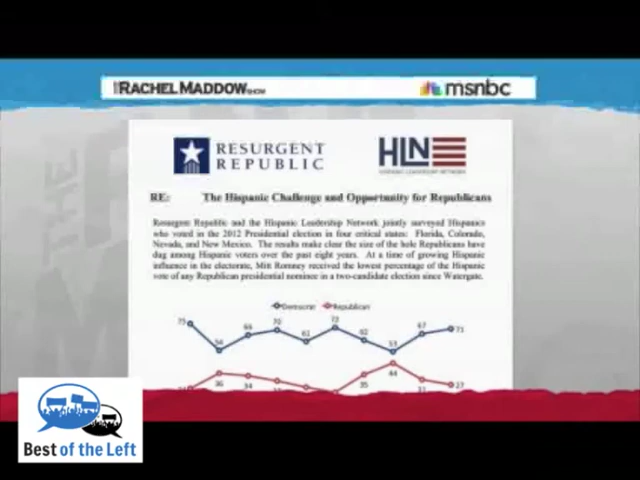 THE RACHEL MADDOW SHOW
msnbc
RESURGENT
REPUBLIC
HLN
HISPANIC LEADERSHIP NETWORK
RE: The Hispanic Challenge and Opportunity for Republicans
Resurgent Republic and the Hispanic Leadership Network jointly surveyed Hispanics
who voted in the 2012 Presidential election in four critical states: Florida, Colorado,
Nevada, and New Mexico. The results make clear the size of the hole Republicans have
dug among Hispanic voters over the past eight years. At a time of growing Hispanic
influence in the electorate, Mitt Romney received the lowest percentage of the Hispanic
vote of any Republican presidential nominee in a two-candidate election since Watergate.
Democrat Republican
54 66 70 61 72 62 53 67 71
36 34 35 44 27
Best of the Left